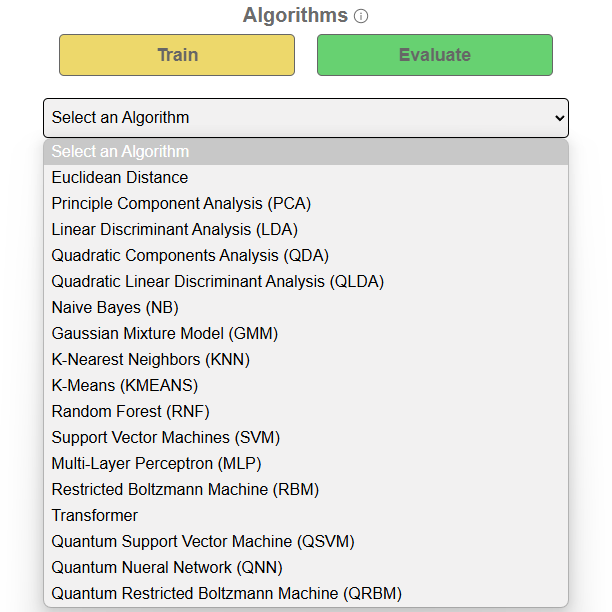 Algorithms
Train
Evaluate
Select an Algorithm
Select an Algorithm
Euclidean Distance
Principle Component Analysis (PCA)
Linear Discriminant Analysis (LDA)
Quadratic Components Analysis (QDA)
Quadratic Linear Discriminant Analysis (QLDA)
Naive Bayes (NB)
Gaussian Mixture Model (GMM)
K-Nearest Neighbors (KNN)
K-Means (KMEANS)
Random Forest (RNF)
Support Vector Machines (SVM)
Multi-Layer Perceptron (MLP)
Restricted Boltzmann Machine (RBM)
Transformer
Quantum Support Vector Machine (QSVM)
Quantum Nueral Network (QNN)
Quantum Restricted Boltzmann Machine (QRBM)